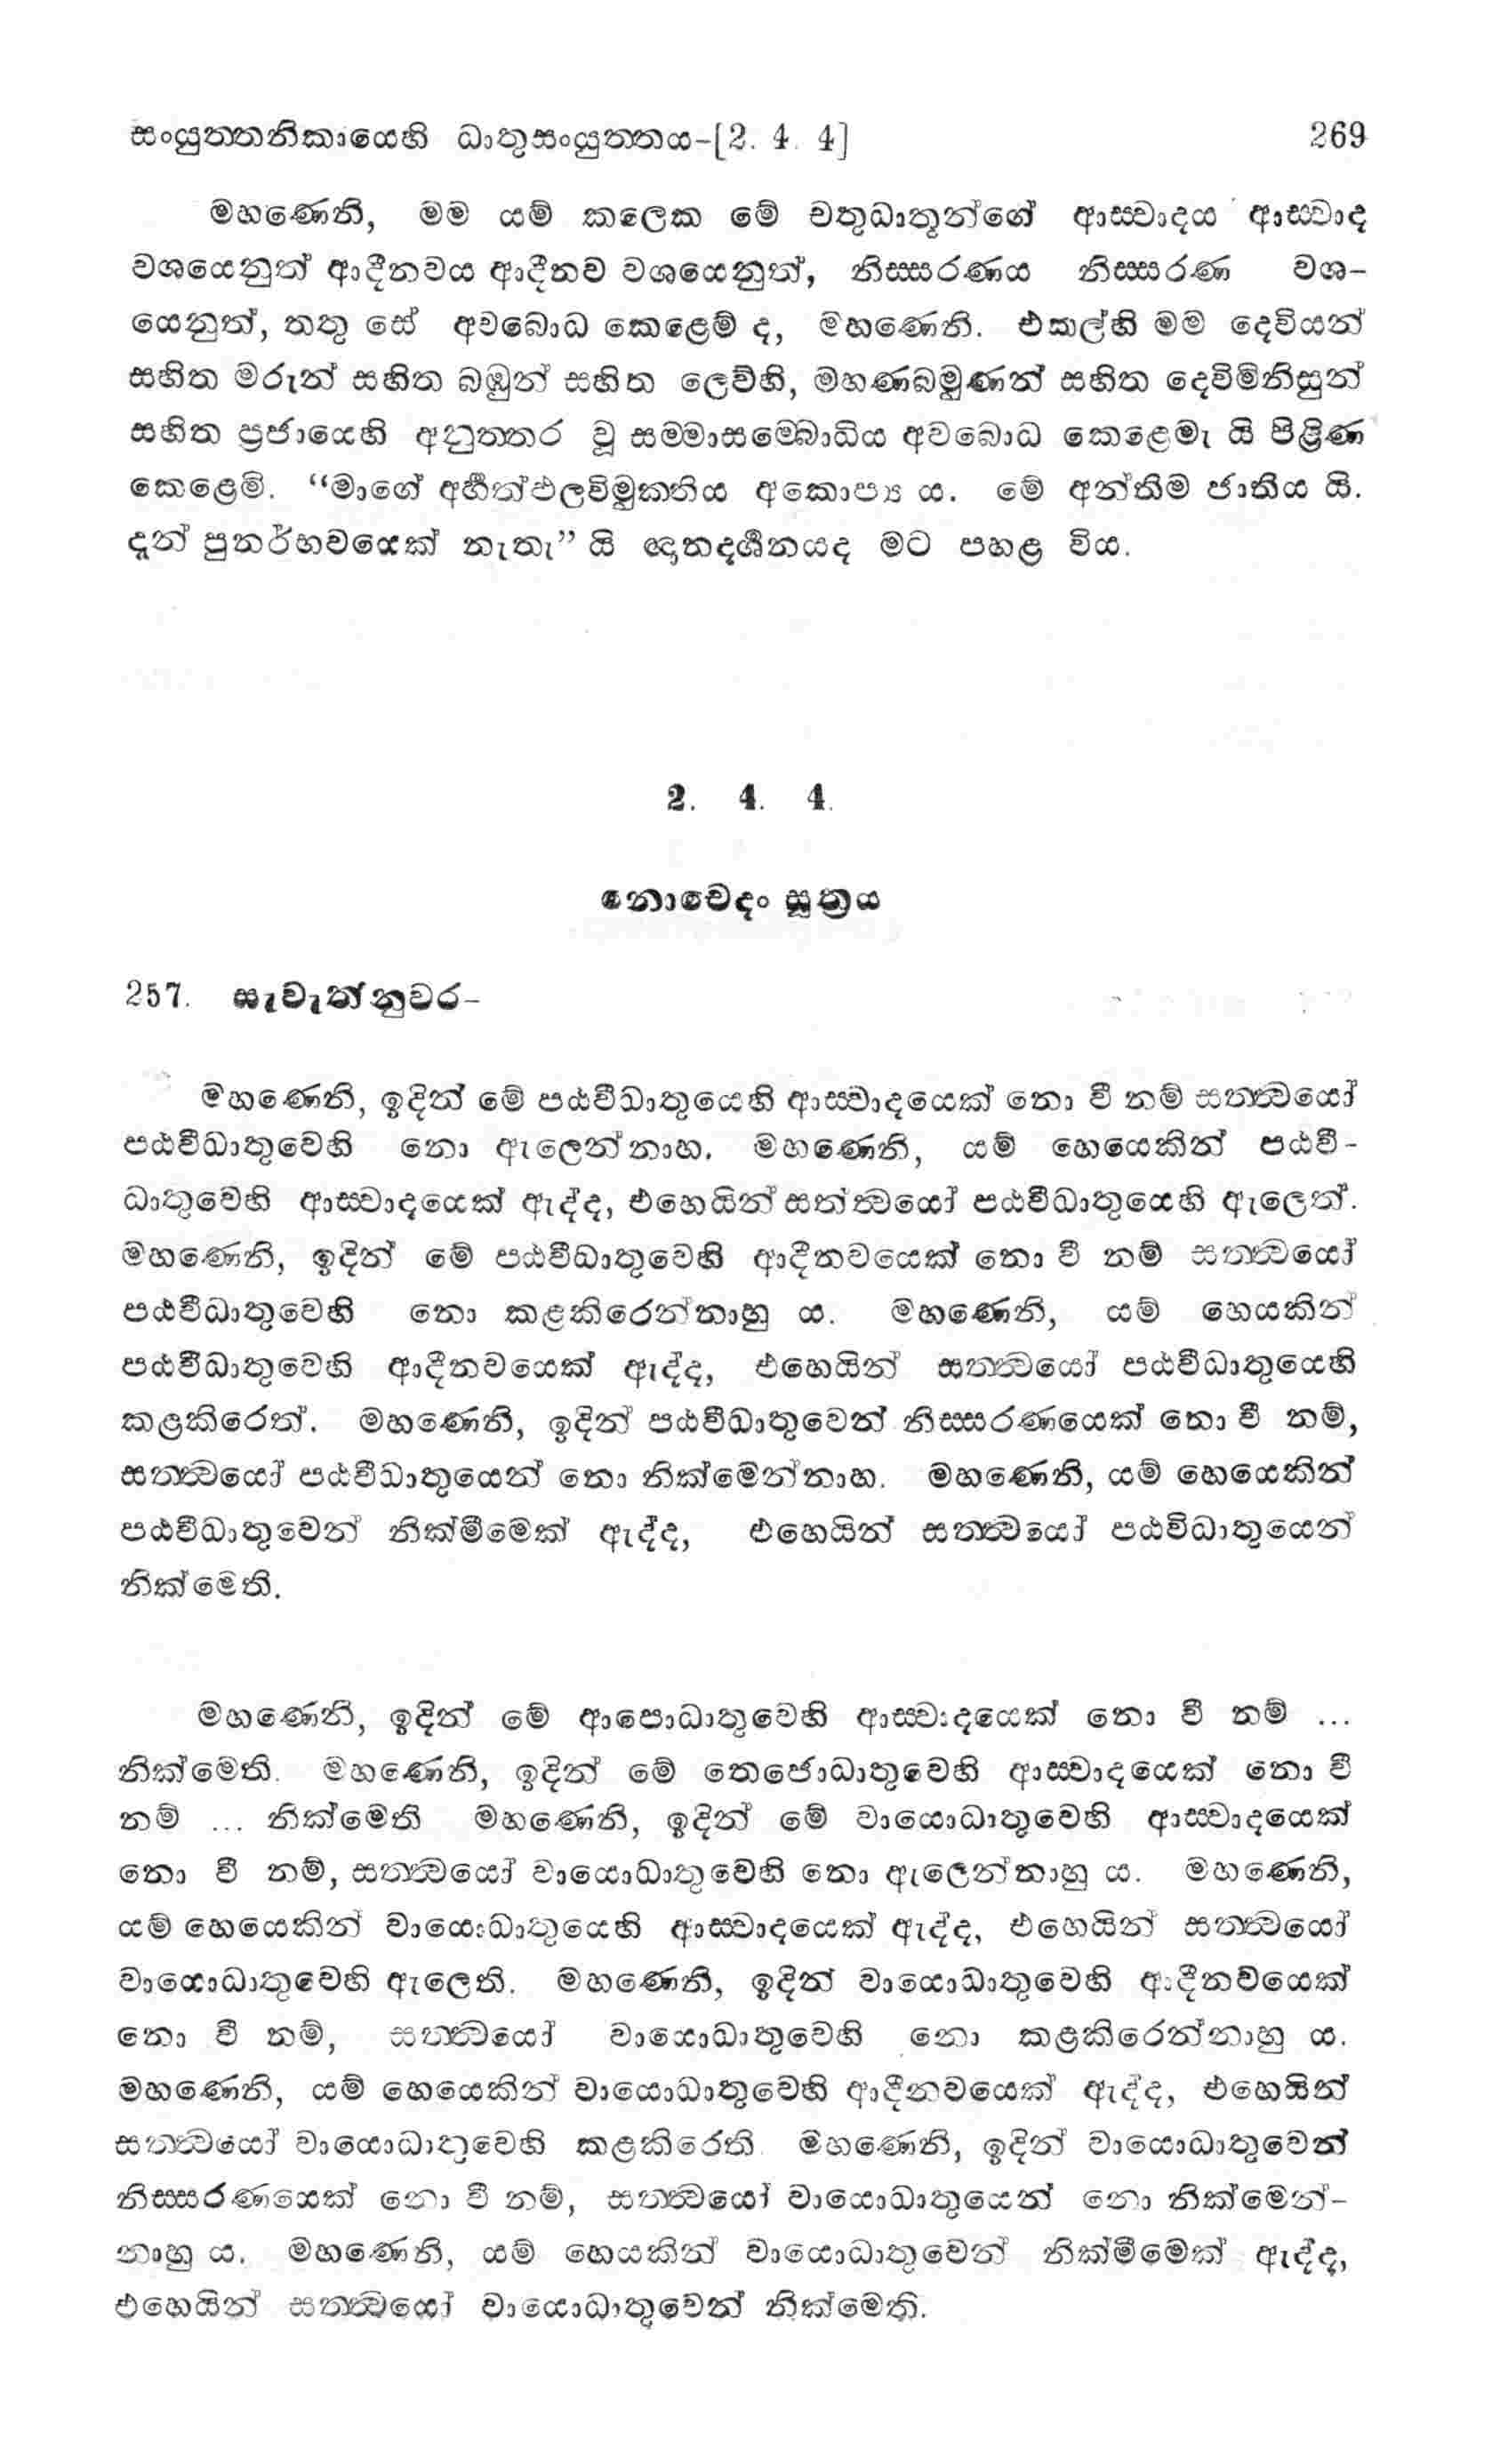 සංයුත්තනිකායෙහි ධාතුසංයුත්තය-[2. 4. 4] 269
මහණෙනි, මම යම් කලෙක මේ චතුධාතූන්ගේ ආස්වාදය ආස්වාද
වශයෙනුත් ආදීනවය ආදීනව වශයෙනුත්, නිස්සරණය නිස්සරණ වශ-
යෙනුත්, තතු සේ අවබොධ කෙළෙම් ද, මහණෙනි. එකල්හි මම දෙවියන්
සහිත මරුන් සහිත බඹුන් සහිත ලෙව්හි, මහණබමුණන් සහිත දෙව්මිනිසුන්
සහිත ප්‍රජායෙහි අනුත්තර වූ සම්මාසම්බොධිය අවබොධ කෙළෙමැ යි පිළිණ
කෙළෙමි. “මාගේ අර්හත්ඵලවිමුක්තිය අකොප්‍ය ය. මේ අන්තිම ජාතිය යි.
දැන් පුනර්භවයෙක් නැතැ” යි ඥානදර්ශනයද මට පහළ විය.
2. 4. 4.
නොචෙදං සූත්‍රය
257. සැවැත්නුවර-
මහණෙනි, ඉදින් මේ පඨවීධාතුයෙහි ආස්වාදයෙක් නො වී නම් සත්ත්වයෝ
පඨවීධාතුවෙහි නො ඇලෙන්නාහ. මහණෙනි, යම් හෙයෙකින් පඨවී-
ධාතුවෙහි ආස්වාදයෙක් ඇද්ද, එහෙයින් සත්ත්වයෝ පඨවීධාතුයෙහි ඇලෙත්.
මහණෙනි, ඉදින් මේ පඨවීධාතුවෙහි ආදීනවයෙක් නො වී නම් සත්ත්වයෝ
පඨවීධාතුවෙහි නො කළකිරෙන්නාහු ය. මහණෙනි, යම් හෙයකින්
පඨවීධාතුවෙහි ආදීනවයෙක් ඇද්ද, එහෙයින් සත්ත්වයෝ පඨවීධාතුයෙහි
කළකිරෙත්. මහණෙනි, ඉදින් පඨවීධාතුවෙන් නිස්සරණයෙක් නො වී නම්,
සත්ත්වයෝ පඨවීධාතුයෙන් නො නික්මෙන්නාහ. මහණෙනි, යම් හෙයෙකින්
පඨවීධාතුවෙන් නික්මීමෙක් ඇද්ද, එහෙයින් සත්ත්වයෝ පඨවිධාතුයෙන්
නික්මෙති.
මහණෙනි, ඉදින් මේ ආපොධාතුවෙහි ආස්වාදයෙක් නො වී නම් ...
නික්මෙති. මහණෙනි, ඉදින් මේ තෙජොධාතුවෙහි ආස්වාදයෙක් නො වී
නම් ... නික්මෙති මහණෙනි, ඉදින් මේ වායොධාතුවෙහි ආස්වාදයෙක්
නො වී නම්, සත්ත්වයෝ වායොධාතුවෙහි නො ඇලෙන්නාහු ය. මහණෙනි,
යම් හෙයෙකින් වායොධාතුයෙහි ආස්වාදයෙක් ඇද්ද, එහෙයින් සත්ත්වයෝ
වායොධාතුවෙහි ඇලෙති. මහණෙනි, ඉදින් වායොධාතුවෙහි ආදීනවයෙක්
නො වී නම්, සත්ත්වයෝ වායොධාතුවෙහි නො කළකිරෙන්නාහු ය.
මහණෙනි, යම් හෙයෙකින් වායොධාතුවෙහි ආදීනවයෙක් ඇද්ද, එහෙයින්
සත්ත්වයෝ වායොධාතුවෙහි කළකිරෙති. මහණෙනි, ඉදින් වායොධාතුවෙන්
නිස්සරණයෙක් නො වී නම්, සත්ත්වයෝ වායොධාතුයෙන් නො නික්මෙන්-
නාහු ය. මහණෙනි, යම් හෙයකින් වායොධාතුවෙන් නික්මීමෙක් ඇද්ද,
එහෙයින් සත්ත්වයෝ වායොධාතුවෙන් නික්මෙති.